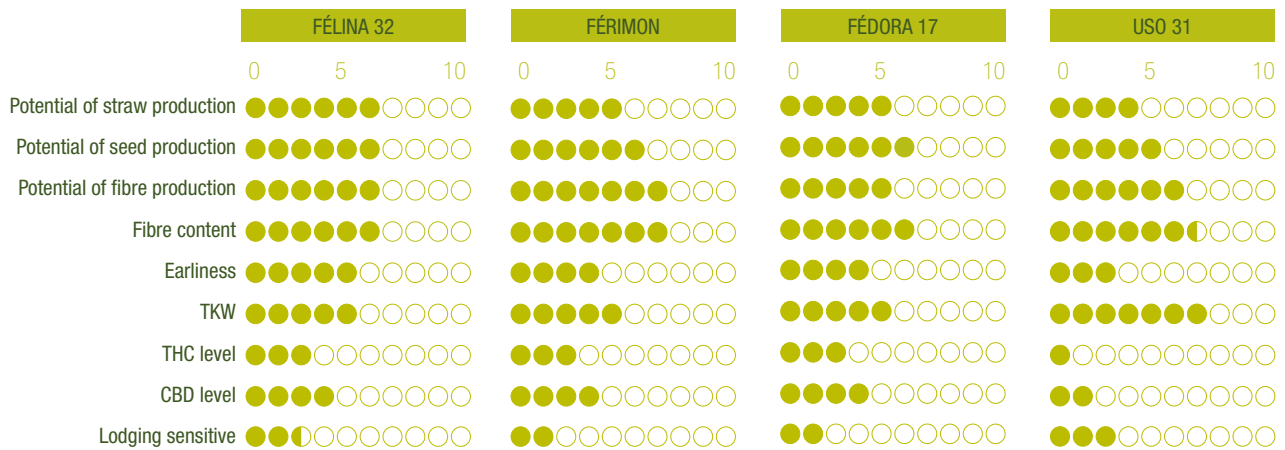 FÉLINA 32 FÉRIMON FÉDORA 17 USO 31
0 5 10 0 5 10 0 5 10 0 5 10
Potential of straw production
Potential of seed production
Potential of fibre production
Fibre content
Earliness
TKW
THC level
CBD level
Lodging sensitive